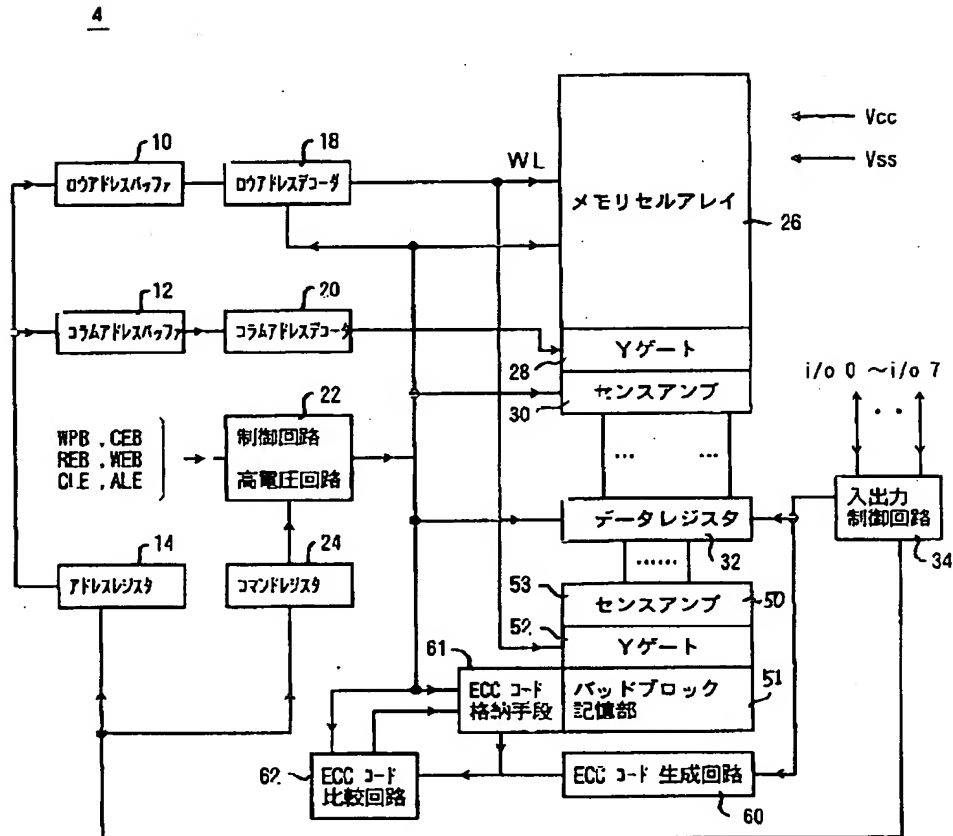 4
10
ロウアドレスバッファ
18
ロウアドレスデコーダ
WL
メモリセルアレイ
26
Vcc
Vss
12
コラムアドレスバッファ
20
コラムアドレスデコータ
Yゲート
28
センスアンプ
30
i/o 0 ～i/o 7
‥
WPB , CEB
REB , WEB
CLE , ALE
22
制御回路
高電圧回路
…
…
データレジスタ
32
入出力
制御回路
34
14
アドレスレジスタ
24
コマンドレジスタ
……
53
センスアンプ
50
52
Yゲート
61
ECC コード
格納手段
バッドブロック
記憶部
51
62
ECC コード
比較回路
ECC コード 生成回路
60